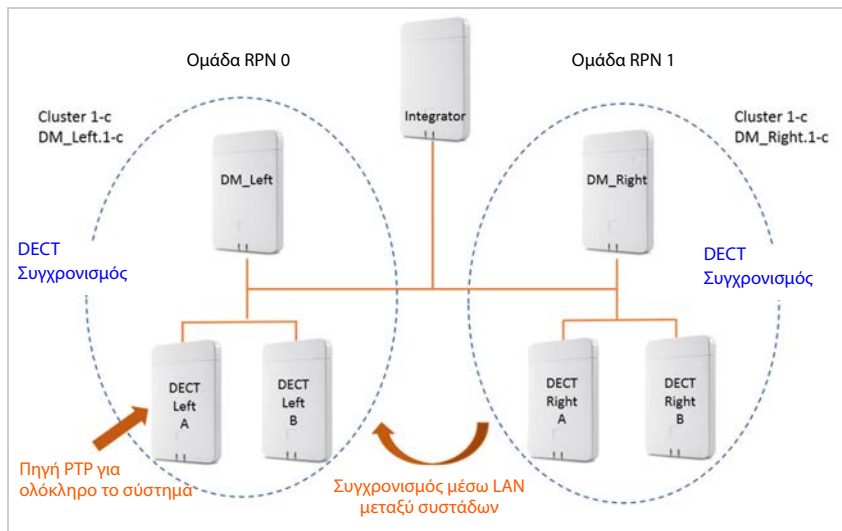 Ομάδα RPN 0
Ομάδα RPN 1
Integrator
Cluster 1-c
DM_Left.1-c
Cluster 1-c
DM_Right.1-c
DM_Left
DM_Right
DECT
Συγχρονισμός
DECT
Συγχρονισμός
DECT
Left
A
DECT
Left
B
DECT
Right
A
DECT
Right
B
Πηγή PTP για
ολόκληρο το σύστημα
Συγχρονισμός μέσω LAN
μεταξύ συστάδων